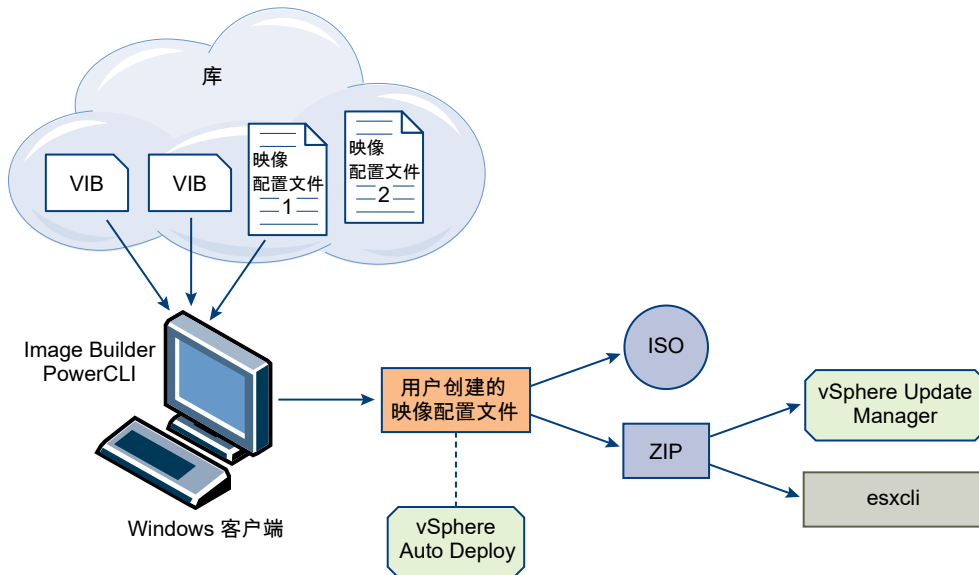 库
VIB
VIB
映像
配置文件
1
映像
配置文件
2
Image Builder
PowerCLI
Windows 客户端
用户创建的
映像配置文件
vSphere
Auto Deploy
ISO
ZIP
vSphere Update
Manager
esxcli